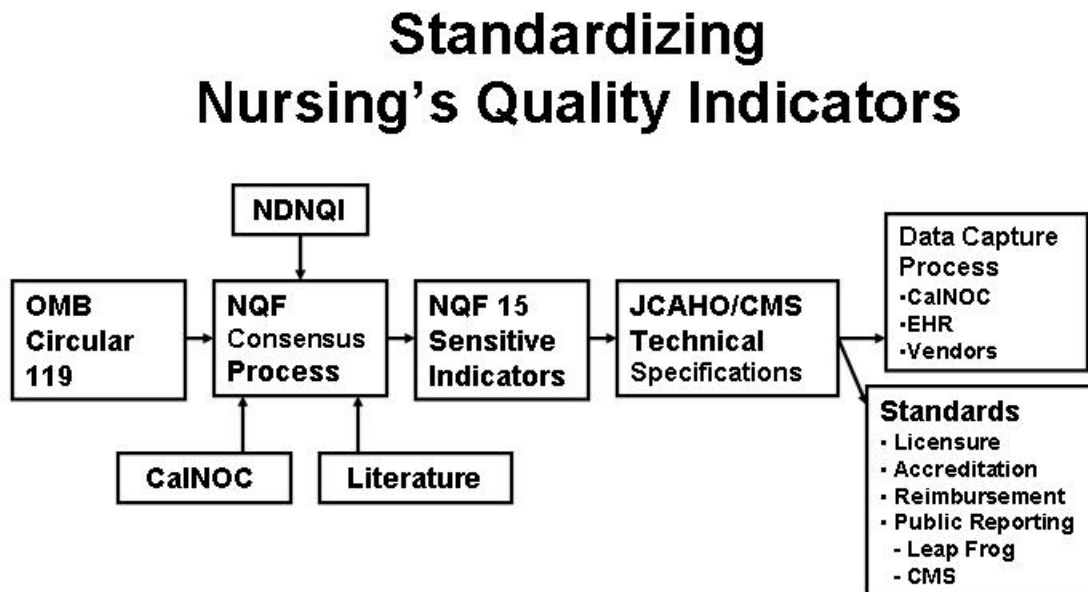 Standardizing
Nursing's Quality Indicators
NDNQI
OMB
Circular
119
NQF
Consensus
Process
NQF 15
Sensitive
Indicators
JCAHO/CMS
Technical
Specifications
Data Capture
Process
•CalNOC
•EHR
•Vendors
CalNOC
Literature
Standards
• Licensure
• Accreditation
• Reimbursement
• Public Reporting
- Leap Frog
- CMS